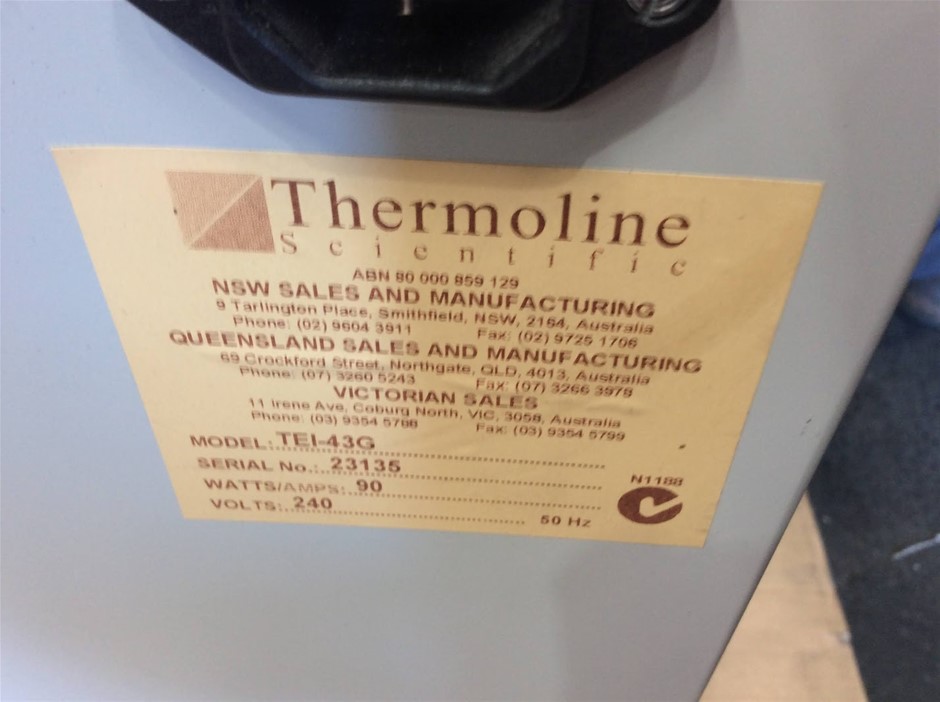 Thermoline
Scientific
ABN 80 000 859 129
NSW SALES AND MANUFACTURING
9 Tarlington Place, Smithfield, NSW, 2164, Australia
Phone: (02) 9604 3911 Fax: (02) 9725 1706
QUEENSLAND SALES AND MANUFACTURING
69 Crockford Street, Northgate, QLD, 4013, Australia
Phone: (07) 3260 5243 Fax: (07) 3266 3978
VICTORIAN SALES
11 Irene Ave, Coburg North, VIC, 3058, Australia
Phone: (03) 9354 5788 Fax: (03) 9354 5799
MODEL: TEI-43G
SERIAL No.: 23135
WATTS/AMPS: 90
N1188
VOLTS: 240 50 Hz